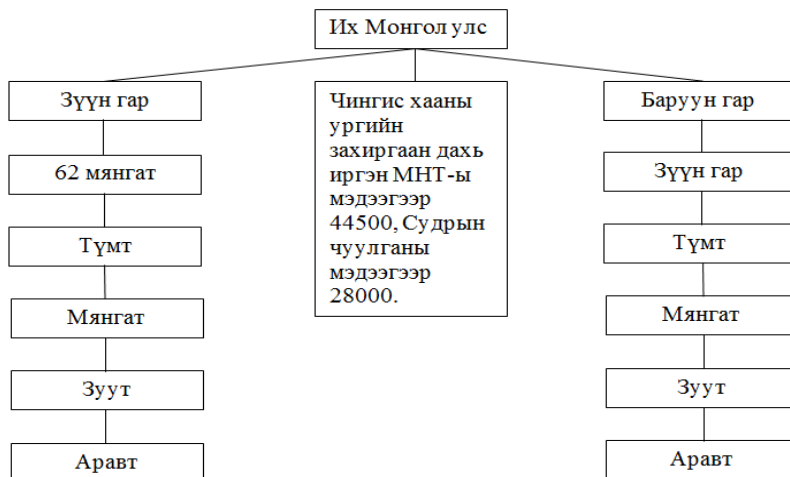 Их Монгол улс
Зүүн гар
62 мянгат
Түмт
Мянгат
Зуут
Аравт
Чингис хааны
ургийн
захиргаан дахь
иргэн МНТ-ы
мэдээгээр
44500, Судрын
чуулганы
мэдээгээр
28000.
Баруун гар
Зүүн гар
Түмт
Мянгат
Зуут
Аравт